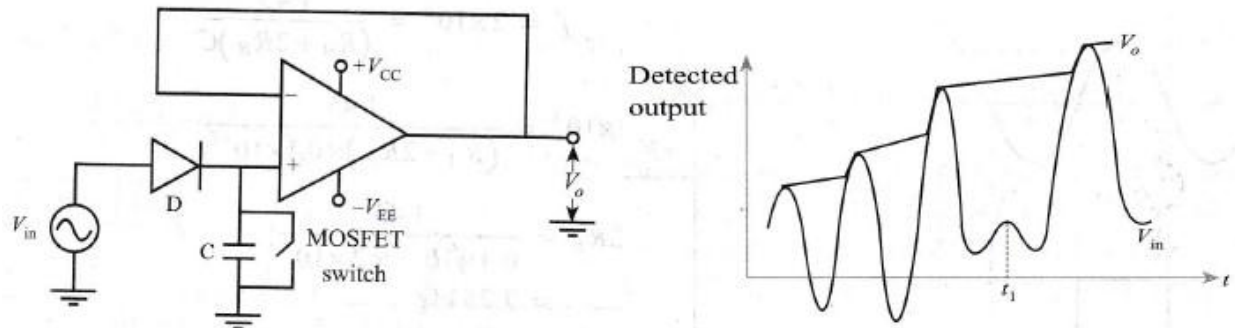 +V_CC
−
+
D
−V_EE
V_in
C
MOSFET
switch
V_o
Detected
output
V_o
V_in
t_1
t